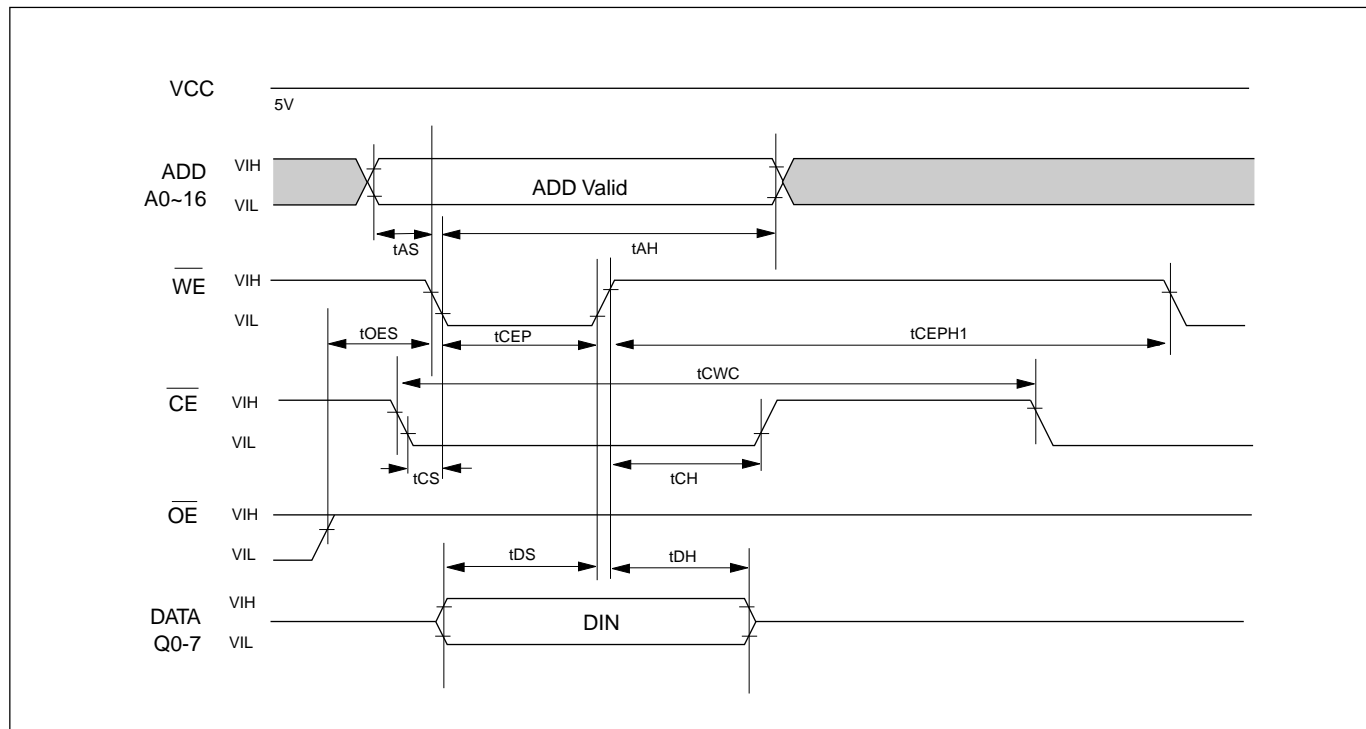 VCC
5V
ADD
A0~16
VIH
VIL
ADD Valid
tAS
tAH
WE
VIH
VIL
tOES
tCEP
tCEPH1
tCWC
CE
VIH
VIL
tCS
tCH
OE
VIH
VIL
tDS
tDH
DATA
Q0-7
VIH
VIL
DIN